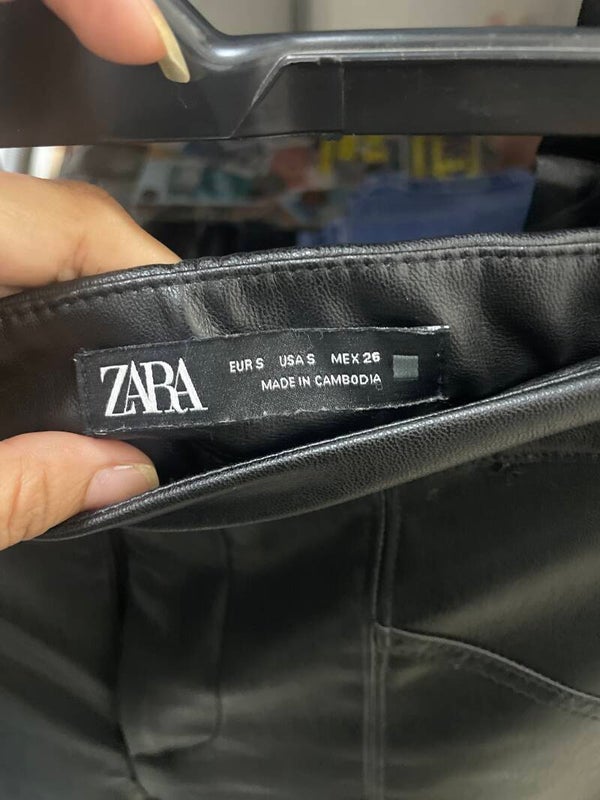 ZARA
EUR S USA S MEX 26
MADE IN CAMBODIA